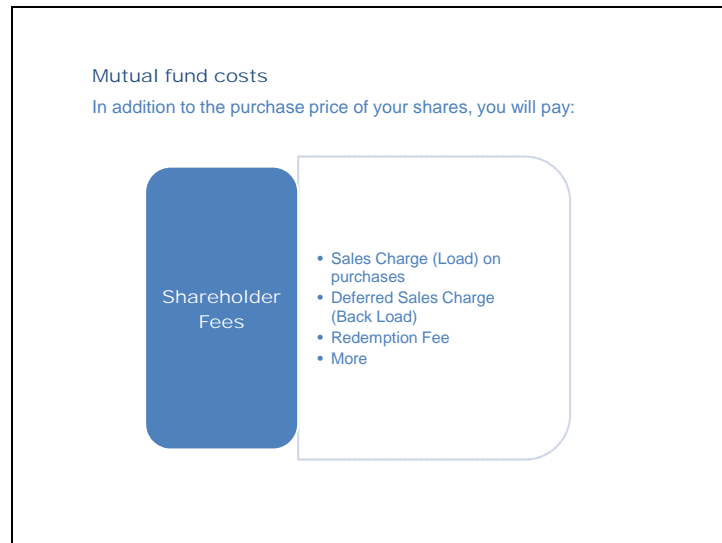 Mutual fund costs
In addition to the purchase price of your shares, you will pay:
Shareholder
Fees
• Sales Charge (Load) on
purchases
• Deferred Sales Charge
(Back Load)
• Redemption Fee
• More